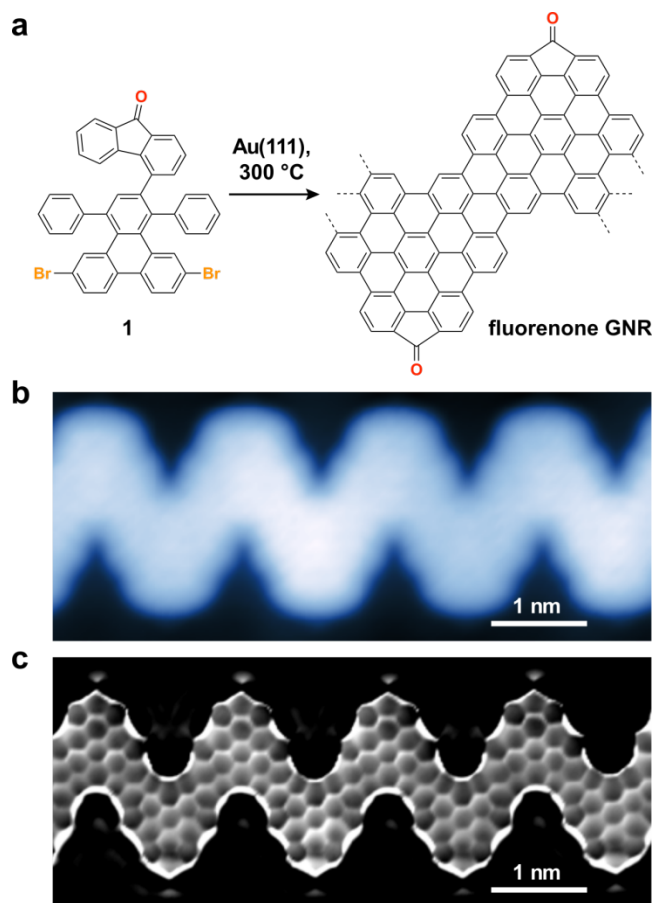 a
O
O
Au(111),
300 °C
Br
Br
1
fluorenone GNR
O
b
1 nm
c
1 nm